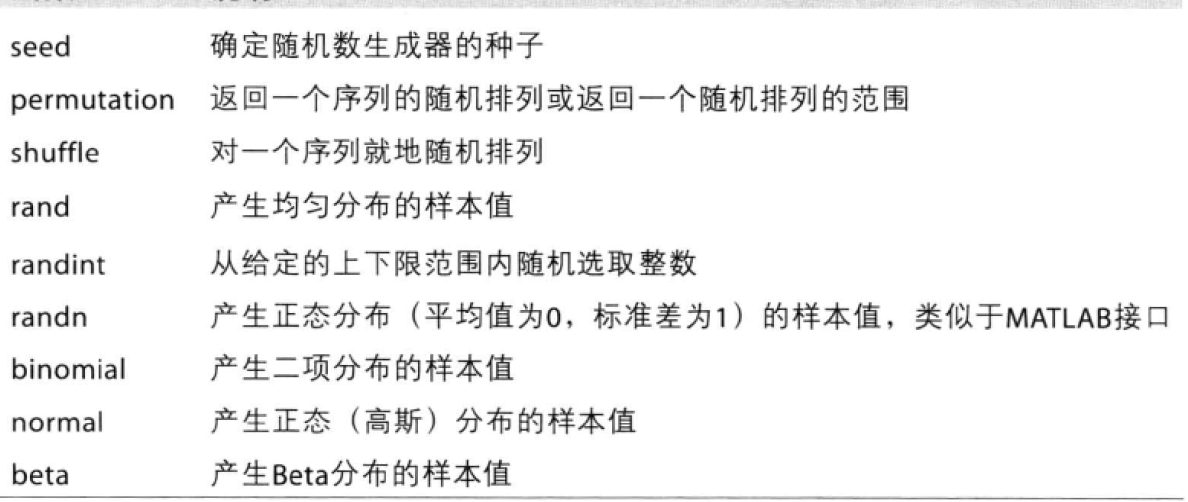 seed 确定随机数生成器的种子
permutation 返回一个序列的随机排列或返回一个随机排列的范围
shuffle 对一个序列就地随机排列
rand 产生均匀分布的样本值
randint 从给定的上下限范围内随机选取整数
randn 产生正态分布（平均值为0，标准差为1）的样本值，类似于MATLAB接口
binomial 产生二项分布的样本值
normal 产生正态（高斯）分布的样本值
beta 产生Beta分布的样本值